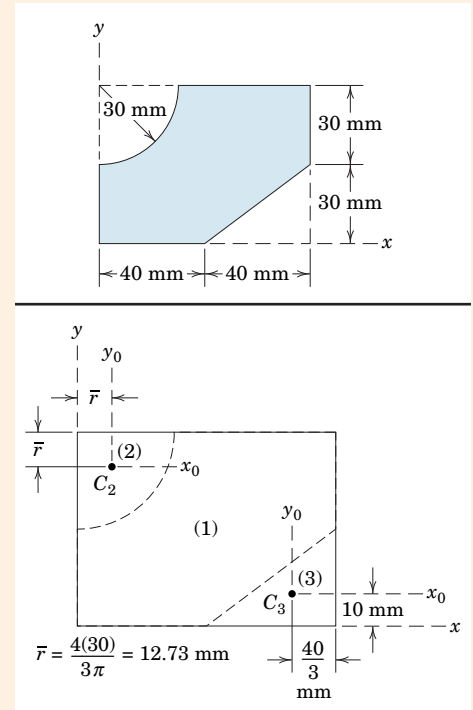 y
30 mm
30 mm
30 mm
x
40 mm
40 mm
y
y₀
r̄
r̄
(2)
x₀
C₂
y₀
(1)
(3)
C₃
x₀
10 mm
x
r̄ = 4(30)/3π = 12.73 mm
40/3
mm